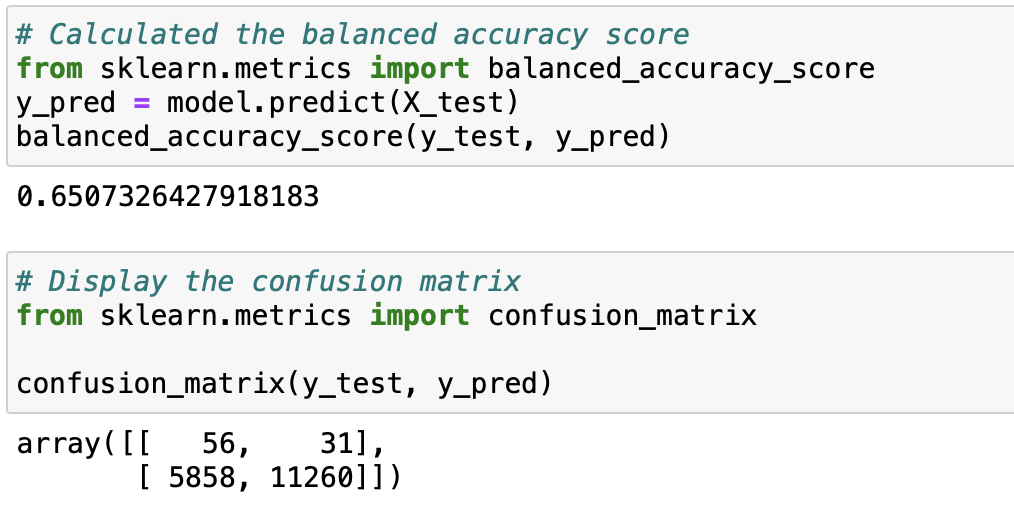 # Calculated the balanced accuracy score
from sklearn.metrics import balanced_accuracy_score
y_pred = model.predict(X_test)
balanced_accuracy_score(y_test, y_pred)
0.6507326427918183
# Display the confusion matrix
from sklearn.metrics import confusion_matrix
confusion_matrix(y_test, y_pred)
array([[   56,    31],
       [ 5858, 11260]])